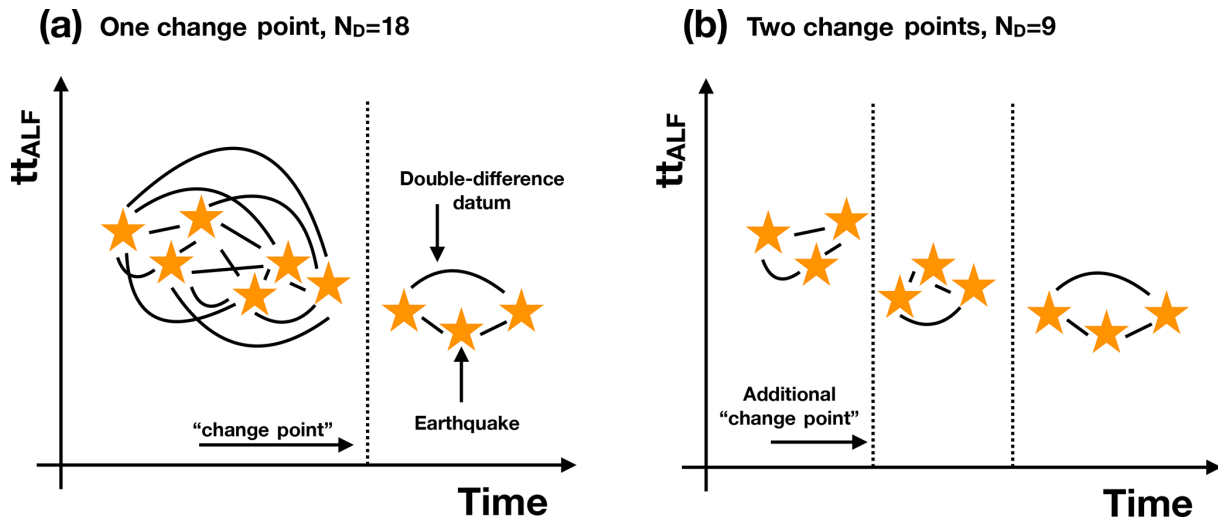 (a) One change point, ND=18
ttALF
Double-difference
datum
Earthquake
“change point”
Time
(b) Two change points, ND=9
ttALF
Additional
“change point”
Time